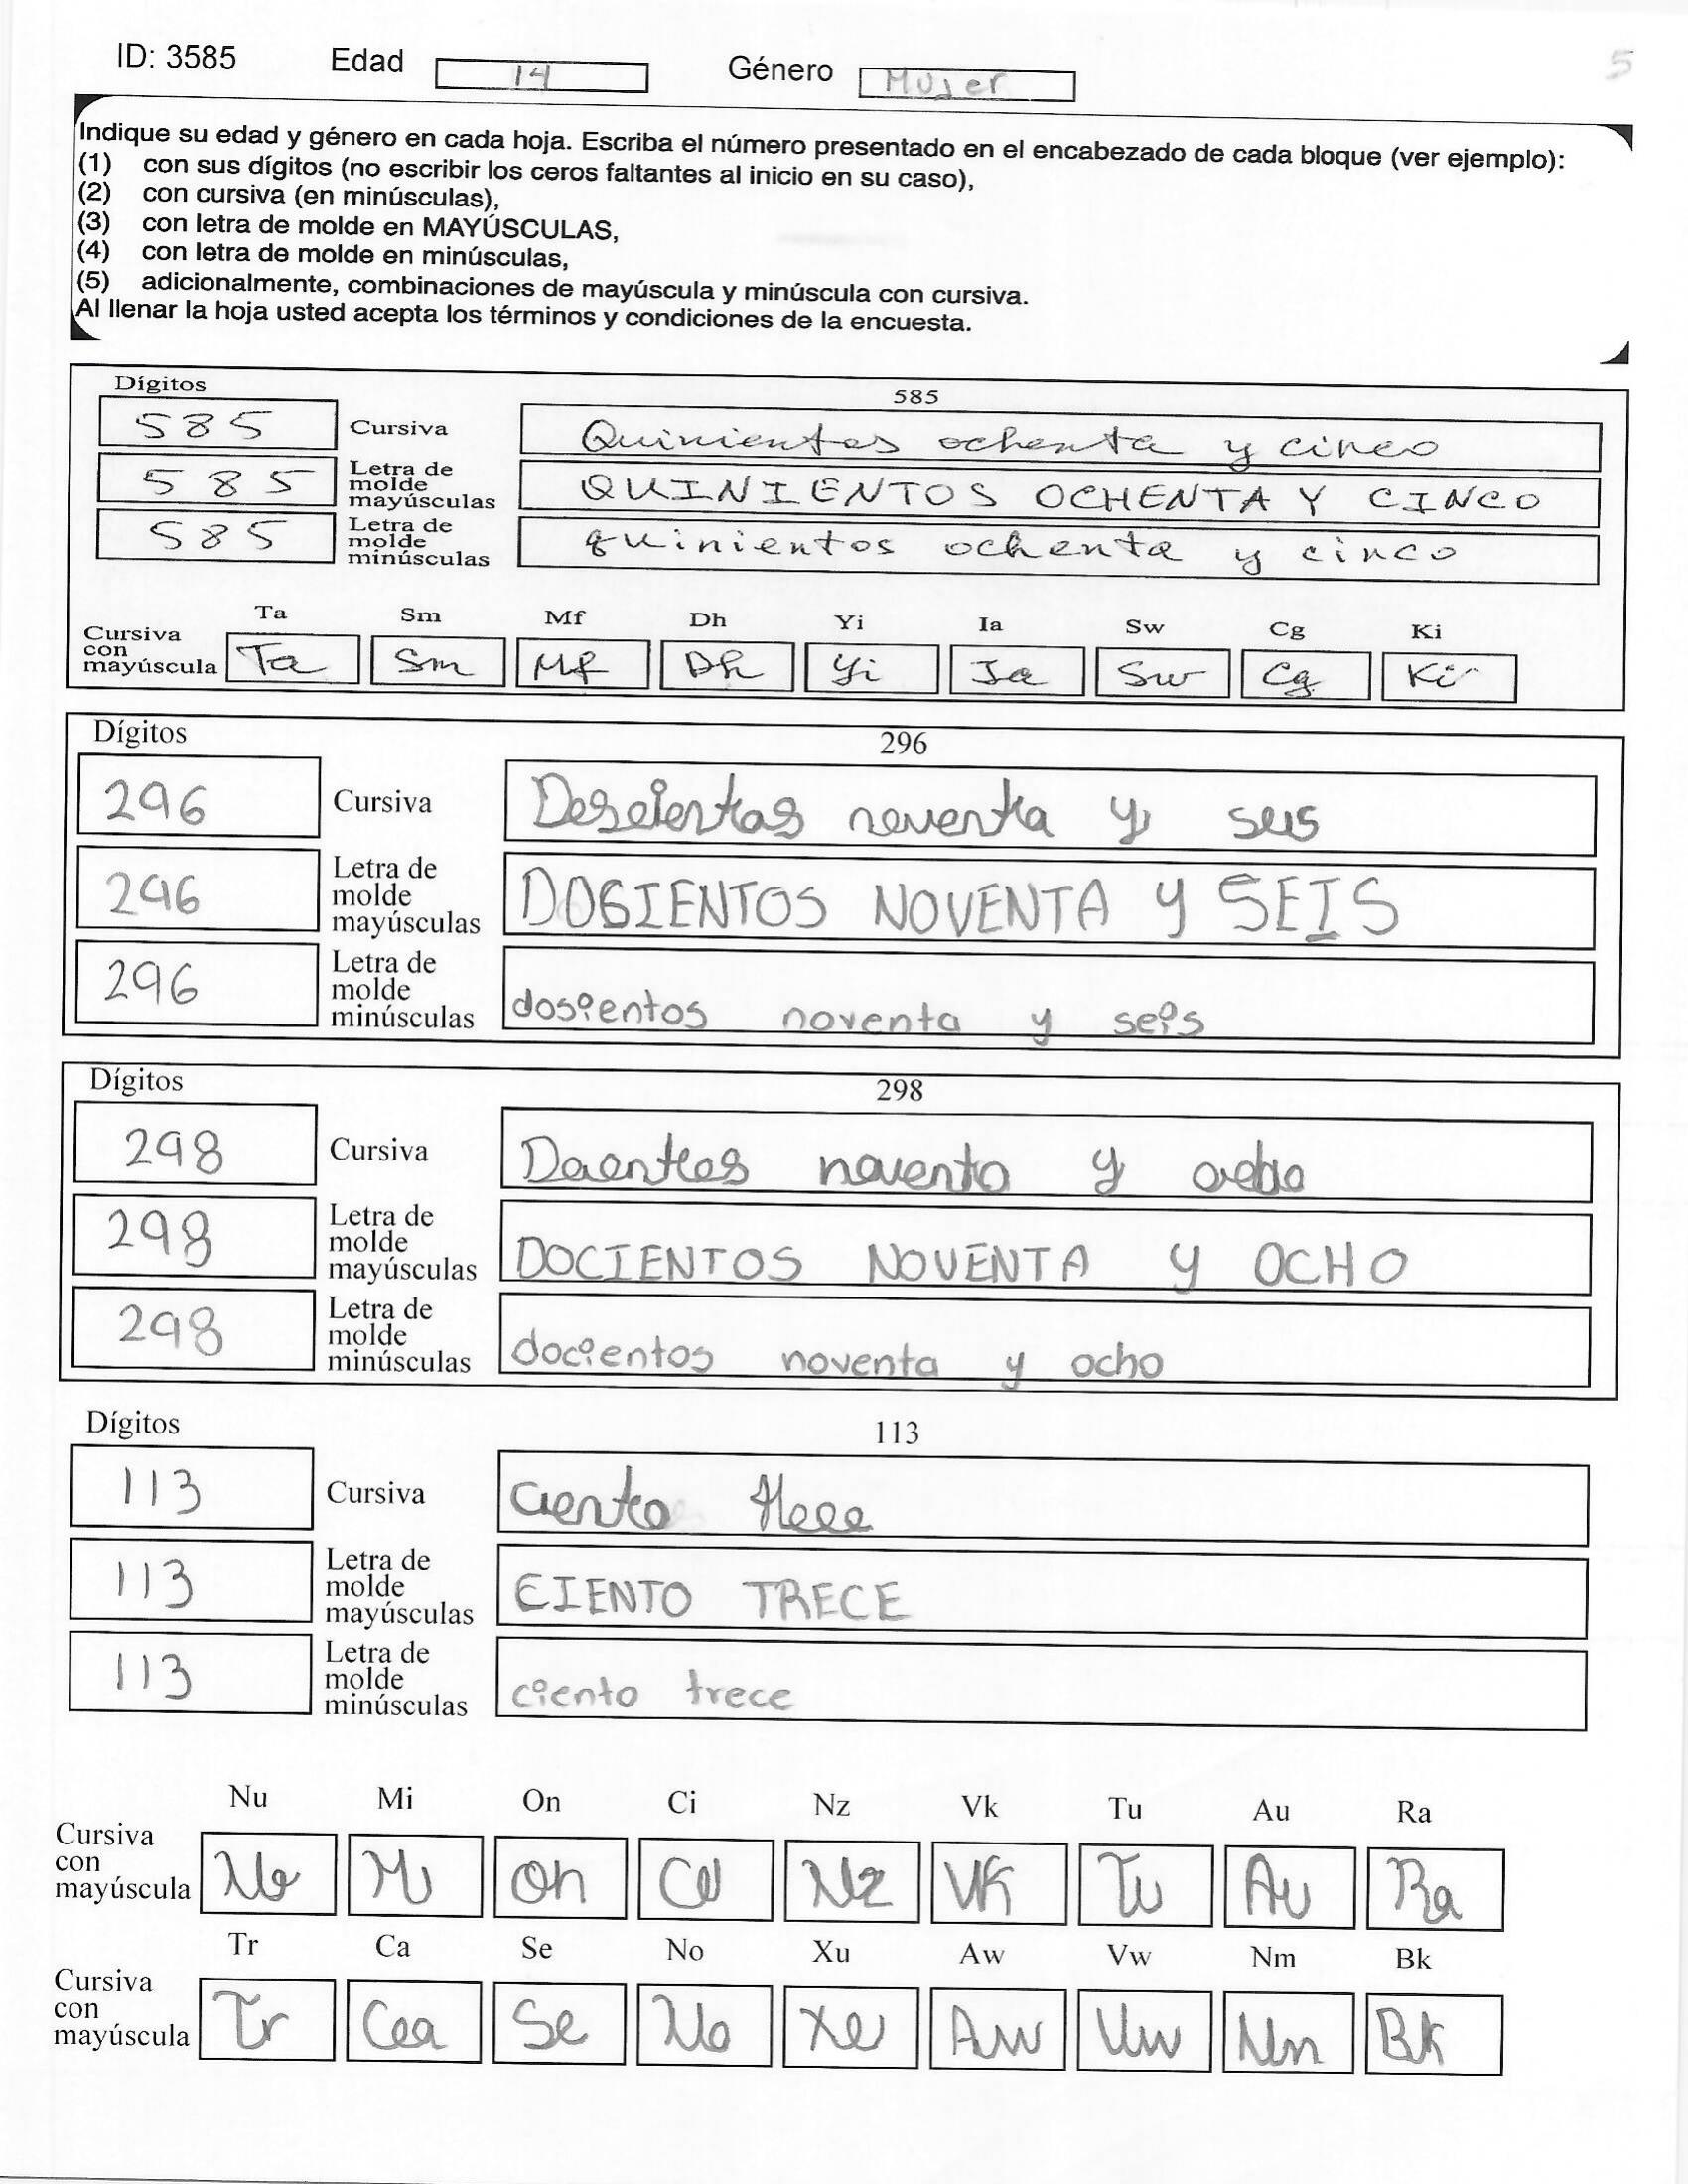 ID: 3585 Edad 14 Género Mujer 5
Indique su edad y género en cada hoja. Escriba el número presentado en el encabezado de cada bloque (ver ejemplo):
(1) con sus dígitos (no escribir los ceros faltantes al inicio en su caso),
(2) con cursiva (en minúsculas),
(3) con letra de molde en MAYÚSCULAS,
(4) con letra de molde en minúsculas,
(5) adicionalmente, combinaciones de mayúscula y minúscula con cursiva.
Al llenar la hoja usted acepta los términos y condiciones de la encuesta.
Dígitos 585
585 Cursiva Quinientos ochenta y cinco
585 Letra de molde mayúsculas QUINIENTOS OCHENTA Y CINCO
585 Letra de molde minúsculas quinientos ochenta y cinco
Ta Sm Mf Dh Yi Ia Sw Cg Ki
Cursiva con mayúscula Ta Sm Mf Dh Yi Ia Sw Cg Ki
Dígitos 296
296 Cursiva noventa y seis
296 Letra de molde mayúsculas DOSIENTOS NOVENTA Y SEIS
296 Letra de molde minúsculas dosientos noventa y seis
Dígitos 298
298 Cursiva noventa y ocho
298 Letra de molde mayúsculas DOCIENTOS NOVENTA Y OCHO
298 Letra de molde minúsculas docientos noventa y ocho
Dígitos 113
113 Cursiva ciento
113 Letra de molde mayúsculas CIENTO TRECE
113 Letra de molde minúsculas ciento trece
Nu Mi On Ci Nz Vk Tu Au Ra
Cursiva con mayúscula Mi On Ci Nz Vk Tu Au Ra
Tr Ca Se No Xu Aw Vw Nm Bk
Cursiva con mayúscula Tr Ca Se No Xu Aw Vw Nm Bk